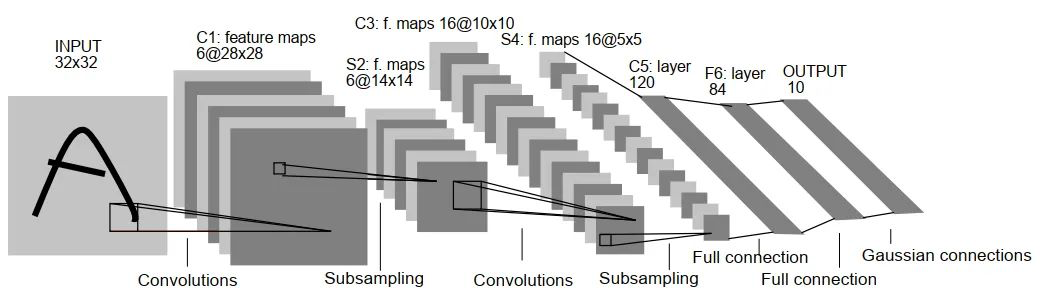 INPUT
32x32
C1: feature maps
6@28x28
S2: f. maps
6@14x14
C3: f. maps 16@10x10
S4: f. maps 16@5x5
C5: layer
120
F6: layer
84
OUTPUT
10
Convolutions
Subsampling
Convolutions
Subsampling
Full connection
Full connection
Gaussian connections